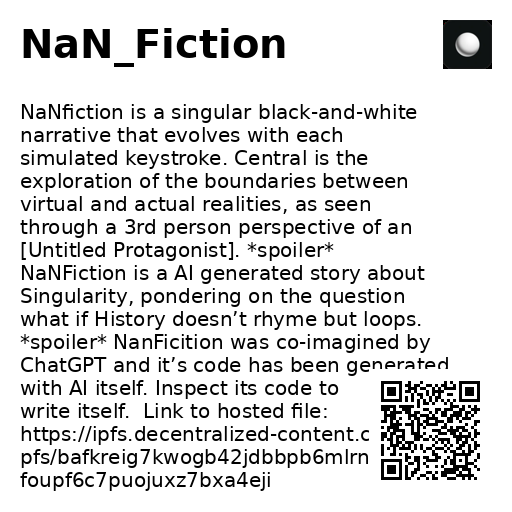 NaN_Fiction
NaNfiction is a singular black-and-white
narrative that evolves with each
simulated keystroke. Central is the
exploration of the boundaries between
virtual and actual realities, as seen
through a 3rd person perspective of an
[Untitled Protagonist]. *spoiler*
NaNFiction is a AI generated story about
Singularity, pondering on the question
what if History doesn’t rhyme but loops.
*spoiler* NanFicition was co-imagined by
ChatGPT and it’s code has been generated
with AI itself. Inspect its code to
write itself.  Link to hosted file:
https://ipfs.decentralized-content.c
pfs/bafkreig7kwogb42jdbbpb6mlrn
foupf6c7puojuxz7bxa4eji